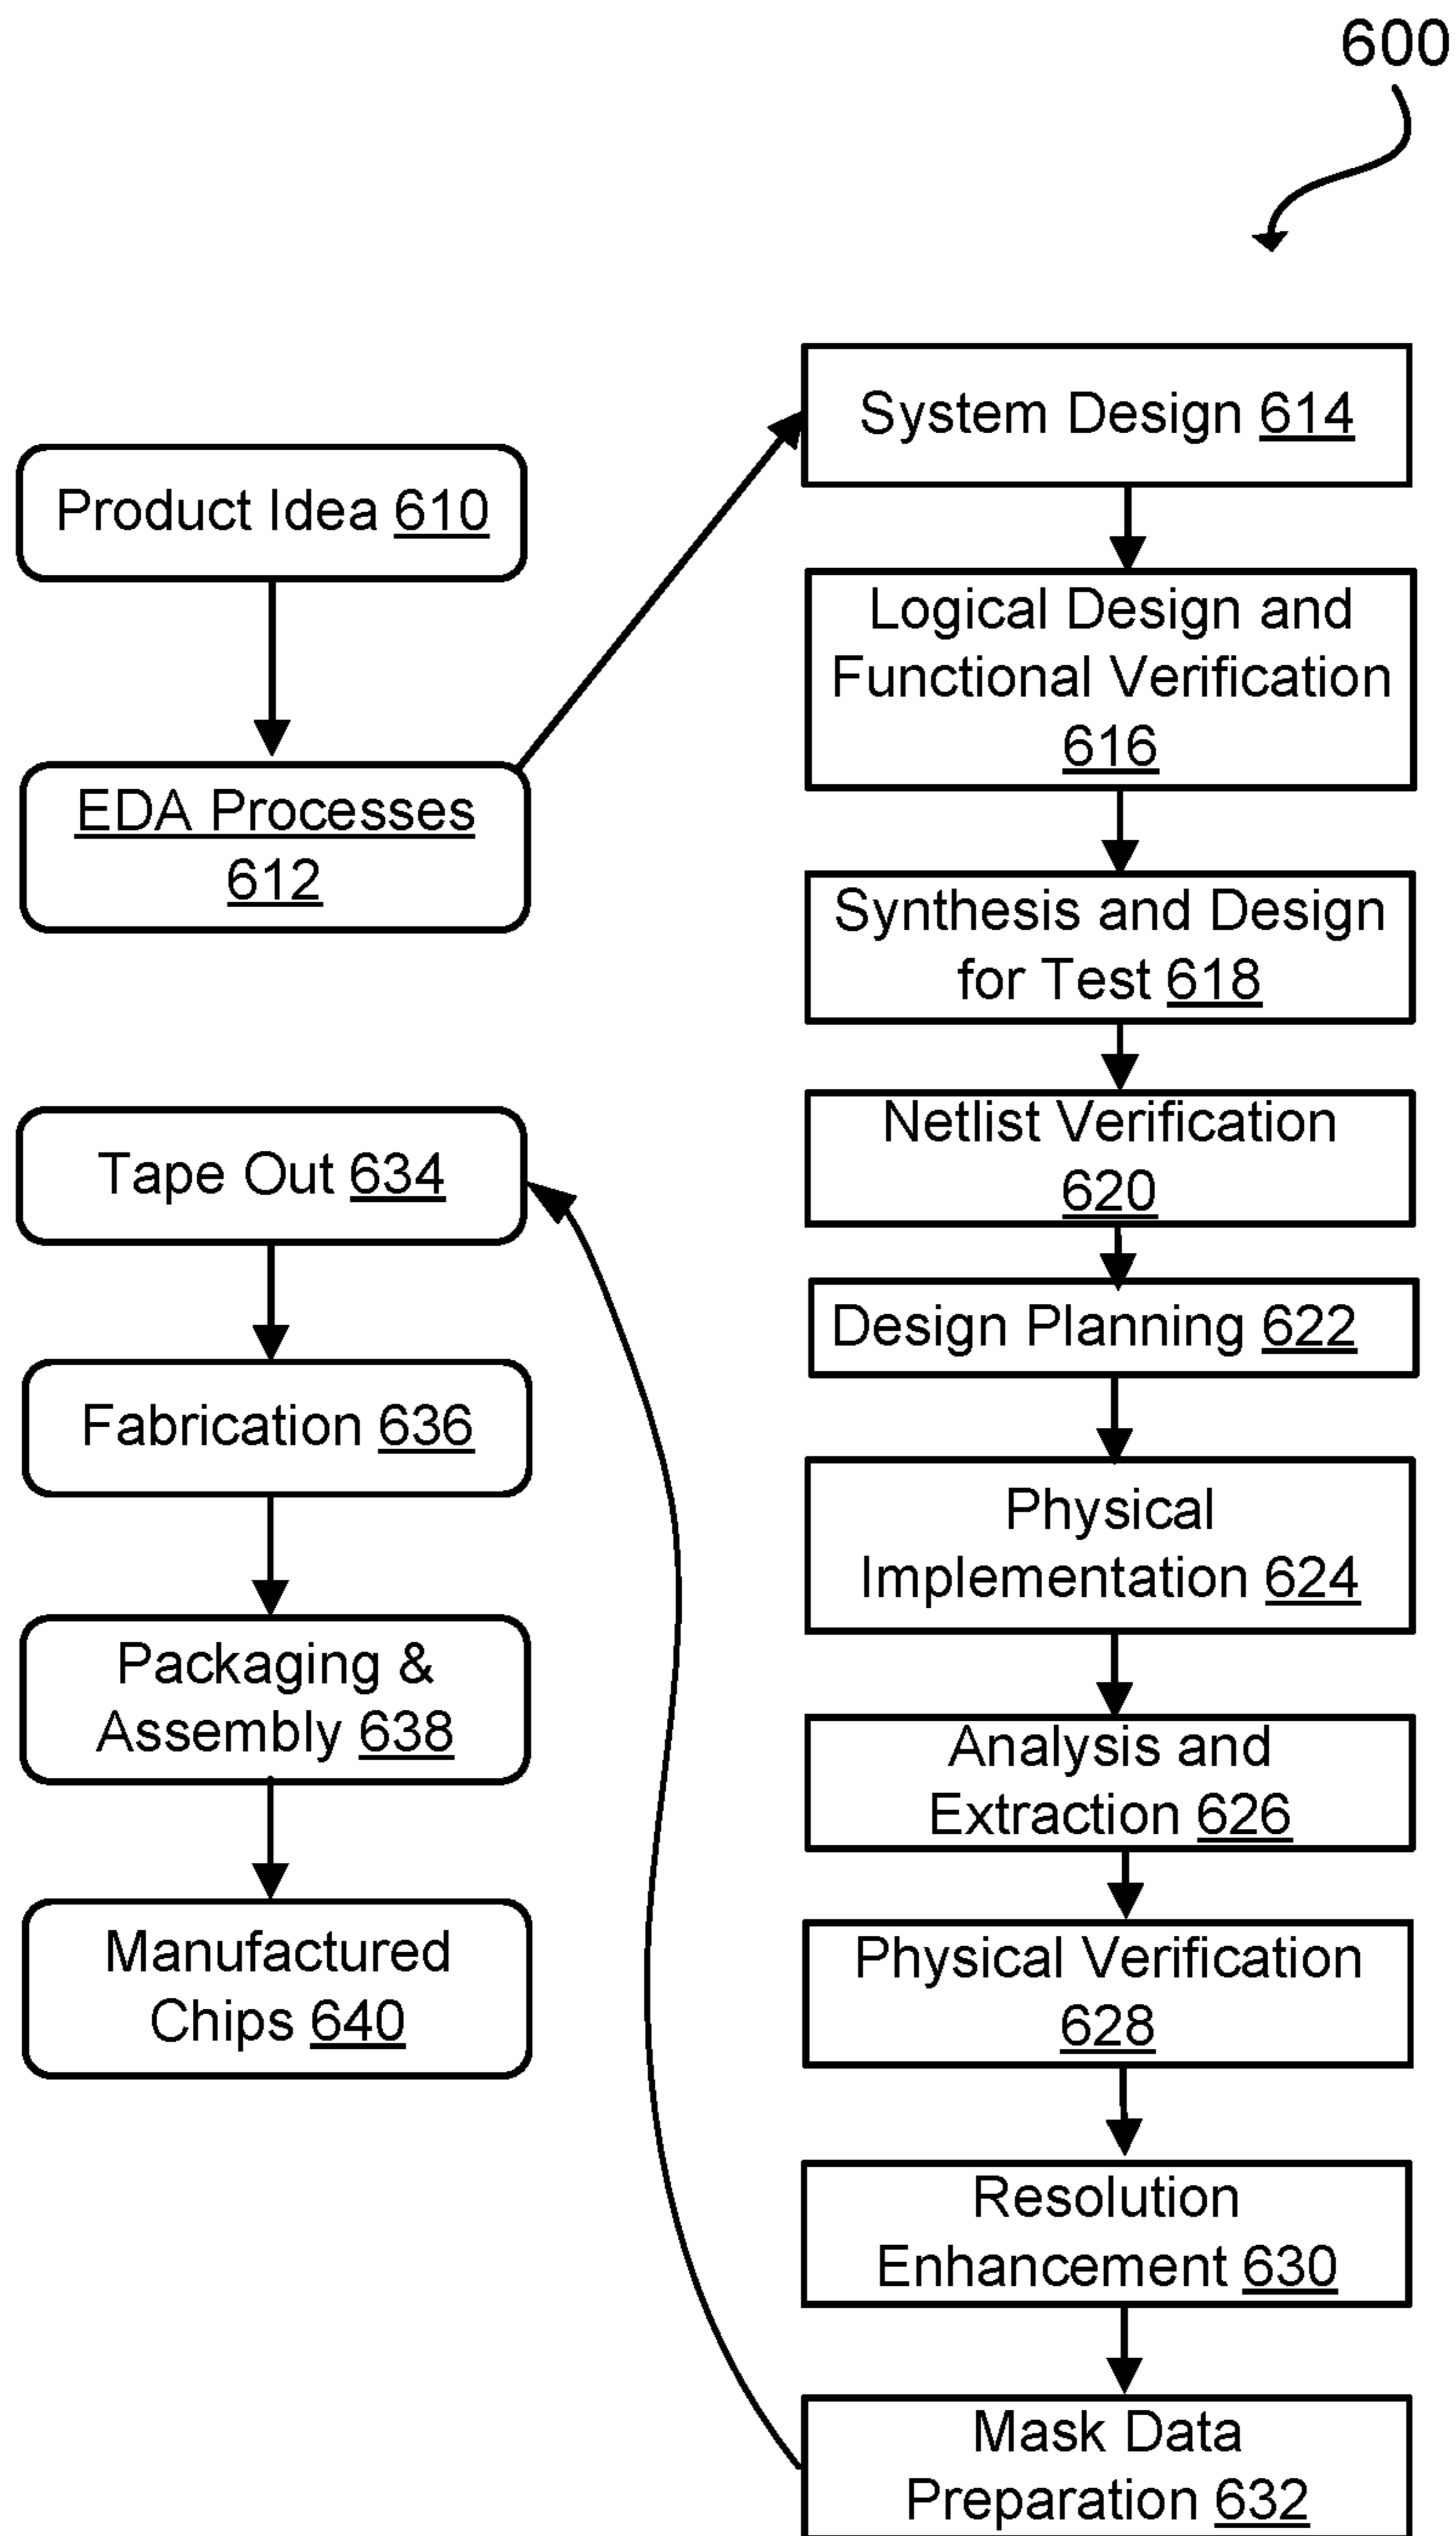 600
Product Idea 610
EDA Processes
612
System Design 614
Logical Design and
Functional Verification
616
Synthesis and Design
for Test 618
Netlist Verification
620
Design Planning 622
Physical
Implementation 624
Analysis and
Extraction 626
Physical Verification
628
Resolution
Enhancement 630
Mask Data
Preparation 632
Tape Out 634
Fabrication 636
Packaging &
Assembly 638
Manufactured
Chips 640